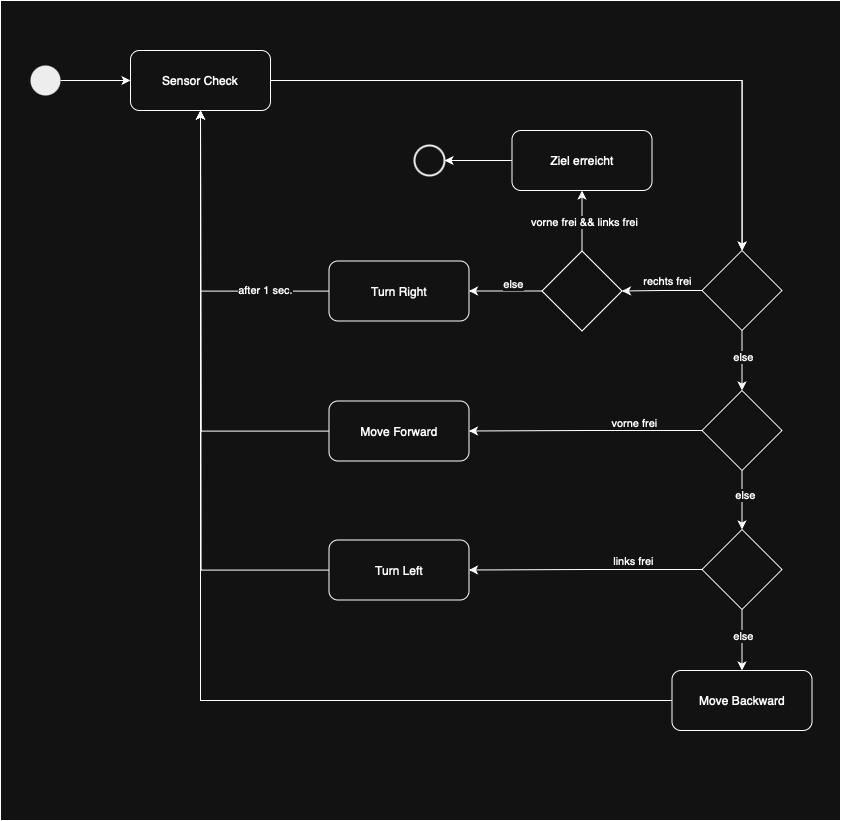 Sensor Check
Ziel erreicht
vorne frei && links frei
after 1 sec.
Turn Right
else
rechts frei
else
Move Forward
vorne frei
else
Turn Left
links frei
else
Move Backward